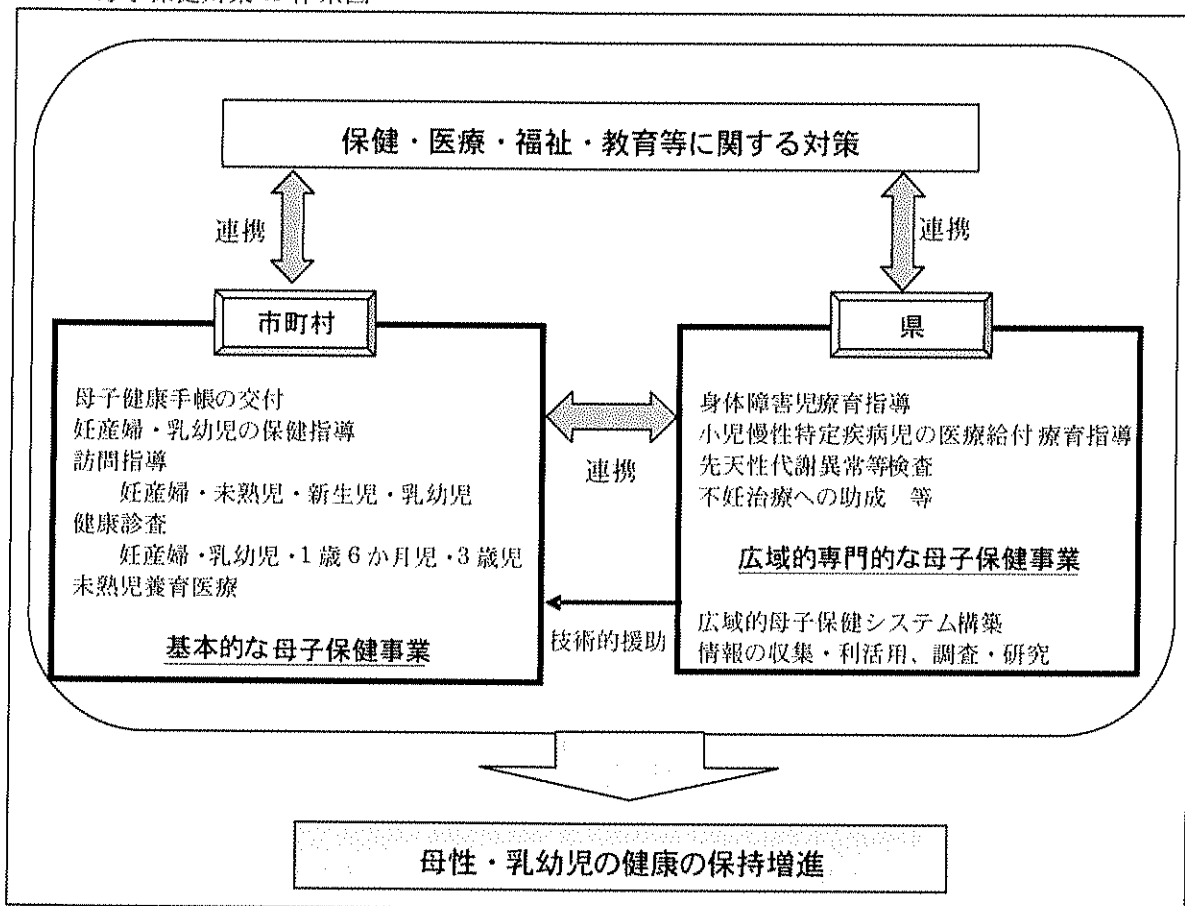 保健・医療・福祉・教育等に関する対策
連携
連携
市町村
母子健康手帳の交付
妊産婦・乳幼児の保健指導
訪問指導
妊産婦・未熟児・新生児・乳幼児
健康診査
妊産婦・乳幼児・1歳6か月児・3歳児
未熟児養育医療
基本的な母子保健事業
連携
技術的援助
県
身体障害児療育指導
小児慢性特定疾病児の医療給付 療育指導
先天性代謝異常等検査
不妊治療への助成 等
広域的専門的な母子保健事業
広域的母子保健システム構築
情報の収集・利活用、調査・研究
母性・乳幼児の健康の保持増進